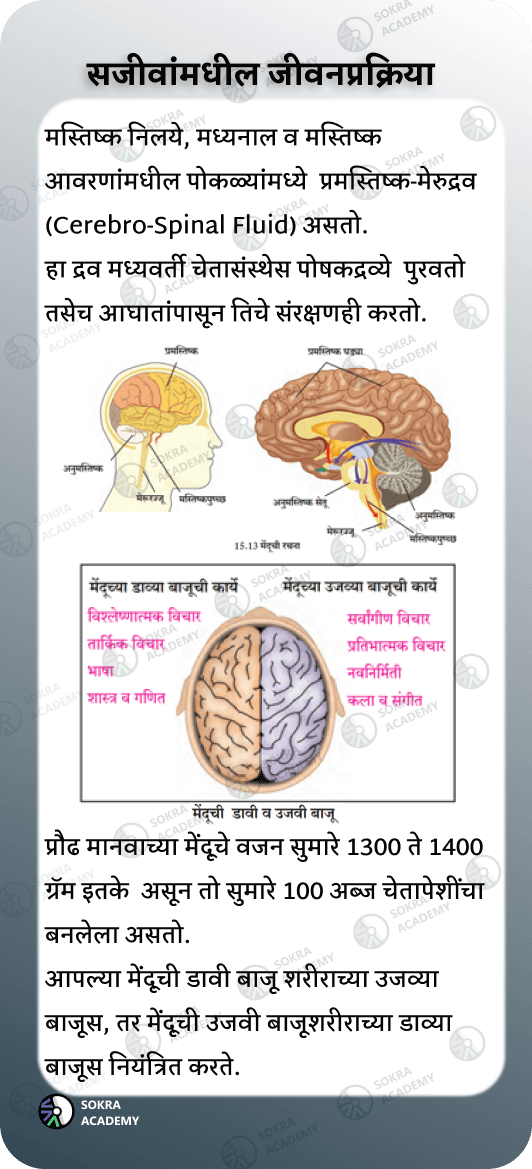 सजीवांमधील जीवनप्रक्रिया
मस्तिष्क निलये, मध्यनाल व मस्तिष्क
आवरणांमधील पोकळ्यांमध्ये प्रमस्तिष्क-मेरुद्रव
(Cerebro-Spinal Fluid) असतो.
हा द्रव मध्यवर्ती चेतासंस्थेस पोषकद्रव्ये पुरवतो
तसेच आघातांपासून तिचे संरक्षणही करतो.
प्रमस्तिष्क
अनुमस्तिष्क
मेरुरज्जू
मस्तिष्कपुच्छ
प्रमस्तिष्क घड्या
अनुमस्तिष्क सेतू
अनुमस्तिष्क
मेरुरज्जू
मस्तिष्कपुच्छ
15.13 मेंदूची रचना
मेंदूच्या डाव्या बाजूची कार्ये
विश्लेष्णात्मक विचार
तार्किक विचार
भाषा
शास्त्र व गणित
मेंदूच्या उजव्या बाजूची कार्ये
सर्वांगीण विचार
प्रतिभात्मक विचार
नवनिर्मिती
कला व संगीत
मेंदूची डावी व उजवी बाजू
प्रौढ मानवाच्या मेंदूचे वजन सुमारे 1300 ते 1400
ग्रॅम इतके असून तो सुमारे 100 अब्ज चेतापेशींचा
बनलेला असतो.
आपल्या मेंदूची डावी बाजू शरीराच्या उजव्या
बाजूस, तर मेंदूची उजवी बाजूशरीराच्या डाव्या
बाजूस नियंत्रित करते.
SOKRA
ACADEMY